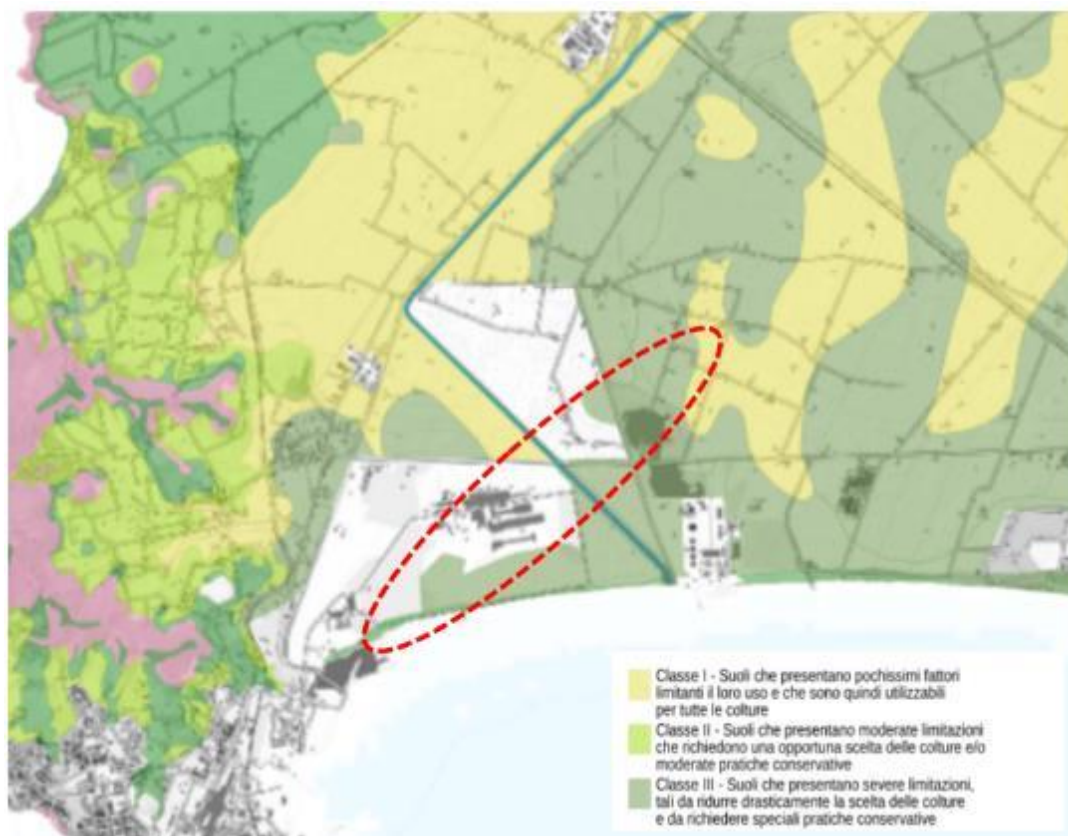 Classe I - Suoli che presentano pochissimi fattori
limitanti il loro uso e che sono quindi utilizzabili
per tutte le colture
Classe II - Suoli che presentano moderate limitazioni
che richiedono una opportuna scelta delle colture e/o
moderate pratiche conservative
Classe III - Suoli che presentano severe limitazioni,
tali da ridurre drasticamente la scelta delle colture
e da richiedere speciali pratiche conservative